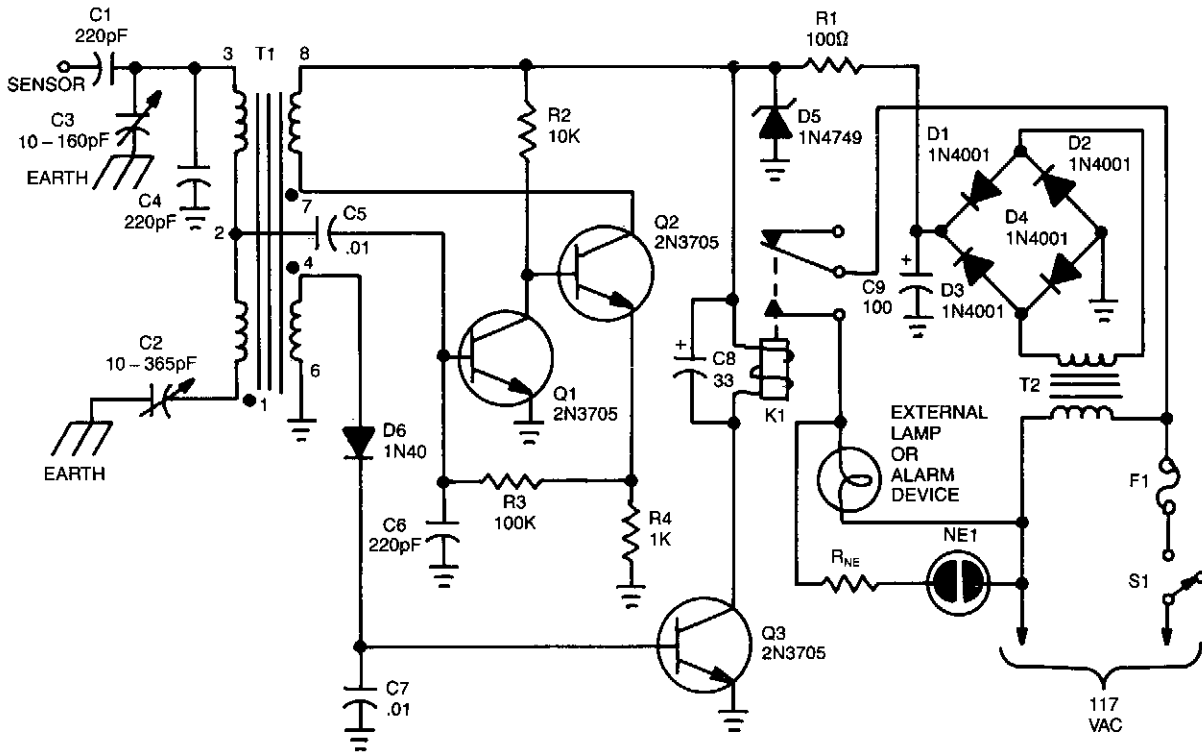 C1
220pF
SENSOR
C3
10–160pF
EARTH
C4
220pF
3
T1
8
2
7
4
6
1
C5
.01
C2
10–365pF
EARTH
D6
1N40
R2
10K
Q2
2N3705
Q1
2N3705
R3
100K
C6
220pF
R4
1K
C7
.01
Q3
2N3705
+
C8
33
K1
R1
100Ω
D5
1N4749
+
C9
100
D1
1N4001
D2
1N4001
D4
1N4001
D3
1N4001
T2
EXTERNAL
LAMP
OR
ALARM
DEVICE
RNE
NE1
F1
S1
117
VAC